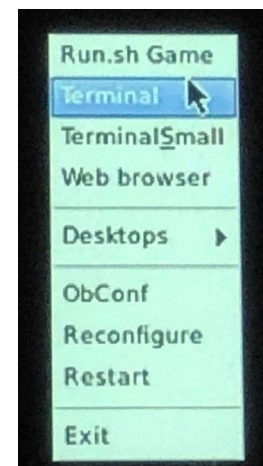 Run.sh Game
Terminal
TerminalSmall
Web browser
Desktops
ObConf
Reconfigure
Restart
Exit